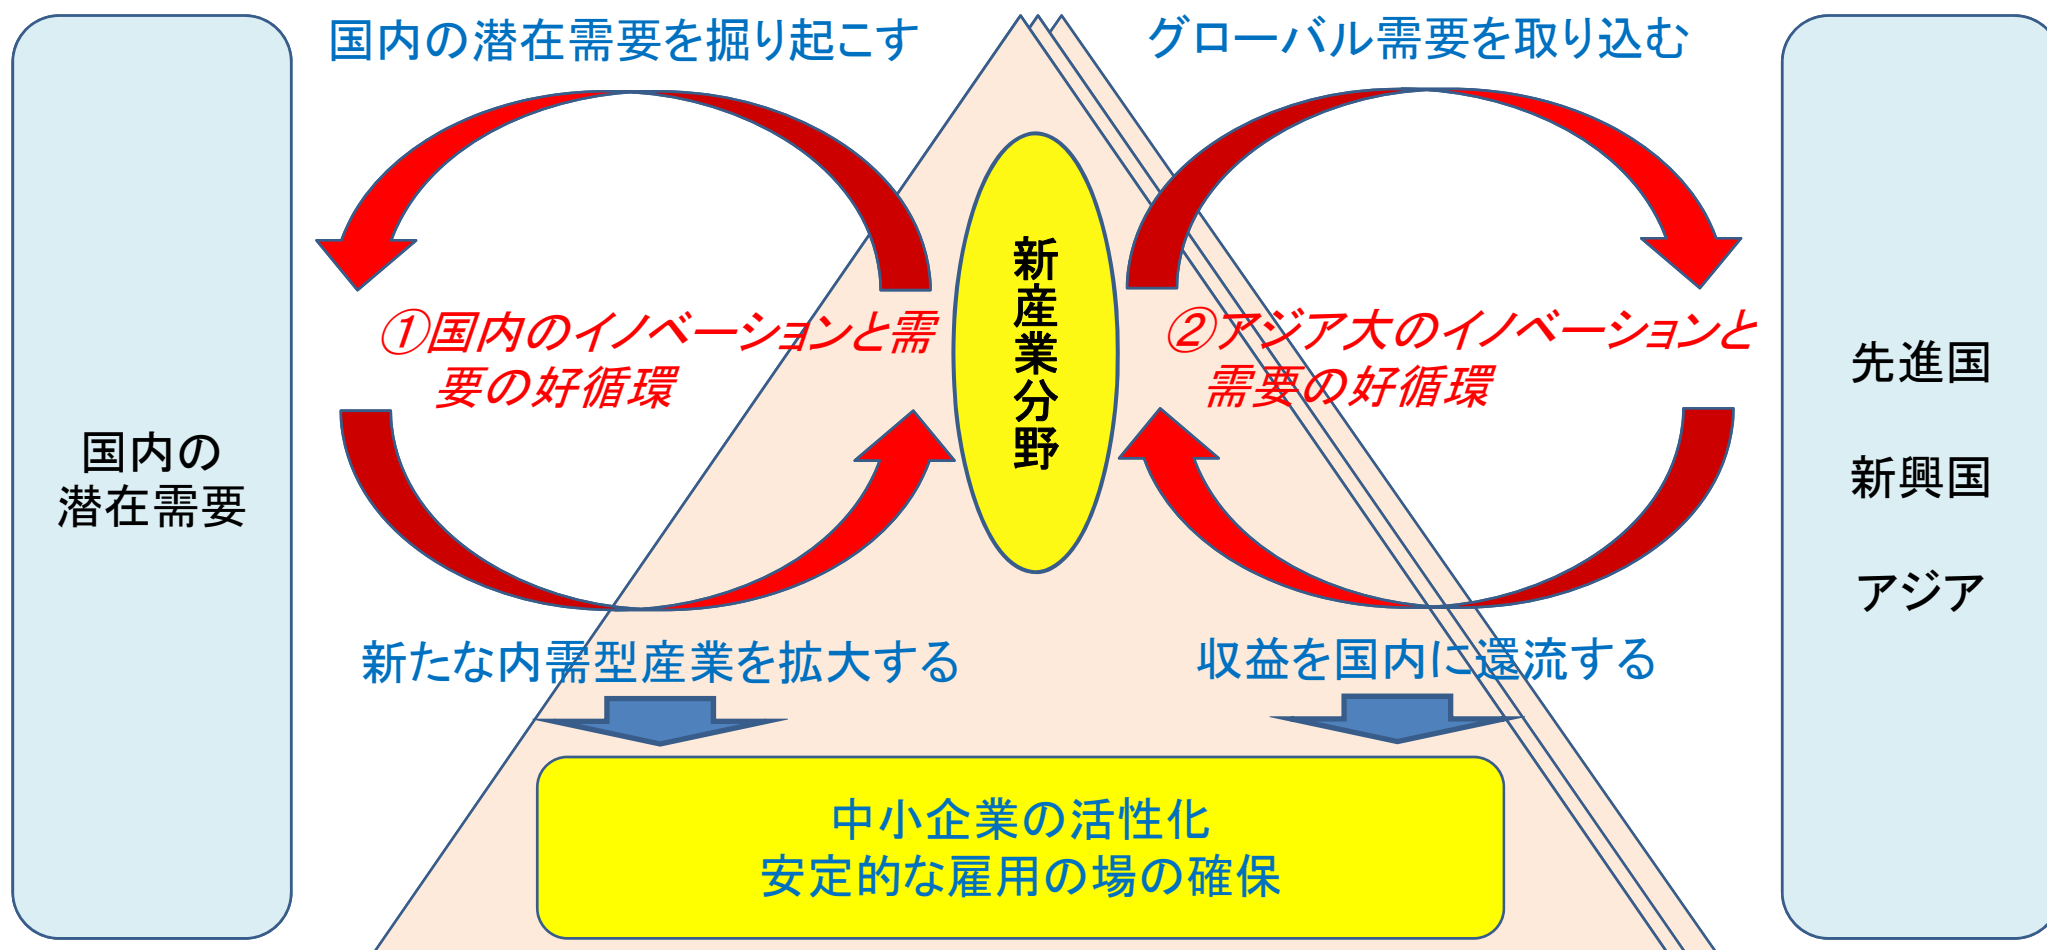 国内の潜在需要を掘り起こす
グローバル需要を取り込む
新産業分野
①国内のイノベーションと需
要の好循環
②アジア大のイノベーションと
需要の好循環
国内の
潜在需要
先進国
新興国
アジア
新たな内需型産業を拡大する
収益を国内に還流する
中小企業の活性化
安定的な雇用の場の確保